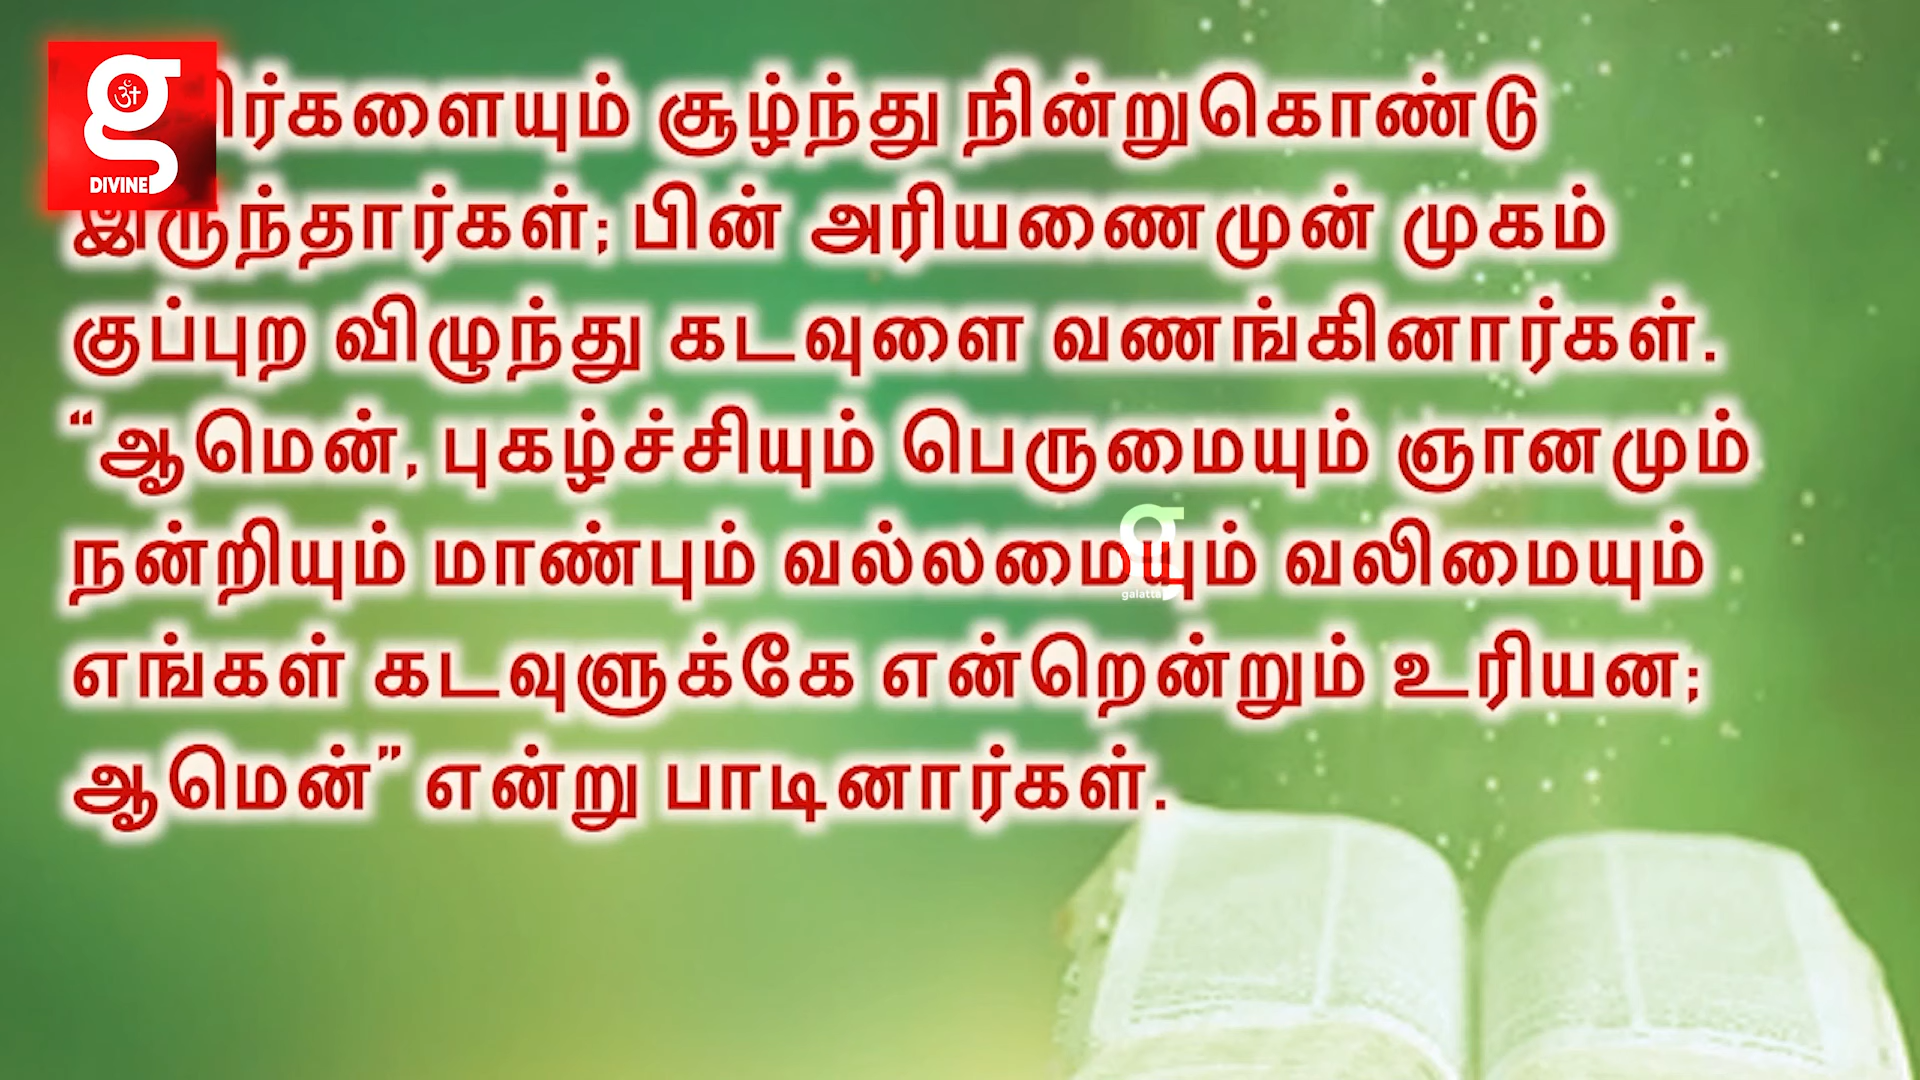 சூழ்ந்து நின்றுகொண்டு
இருந்தார்கள்; பின் அரியணைமுன் முகம்
குப்புற விழுந்து கடவுளை வணங்கினார்கள்.
“ஆமென், புகழ்ச்சியும் பெருமையும் ஞானமும்
நன்றியும் மாண்பும் வல்லமையும் வலிமையும்
எங்கள் கடவுளுக்கே என்றென்றும் உரியன;
ஆமென்” என்று பாடினார்கள்.
g
DIVINE
g
galatta